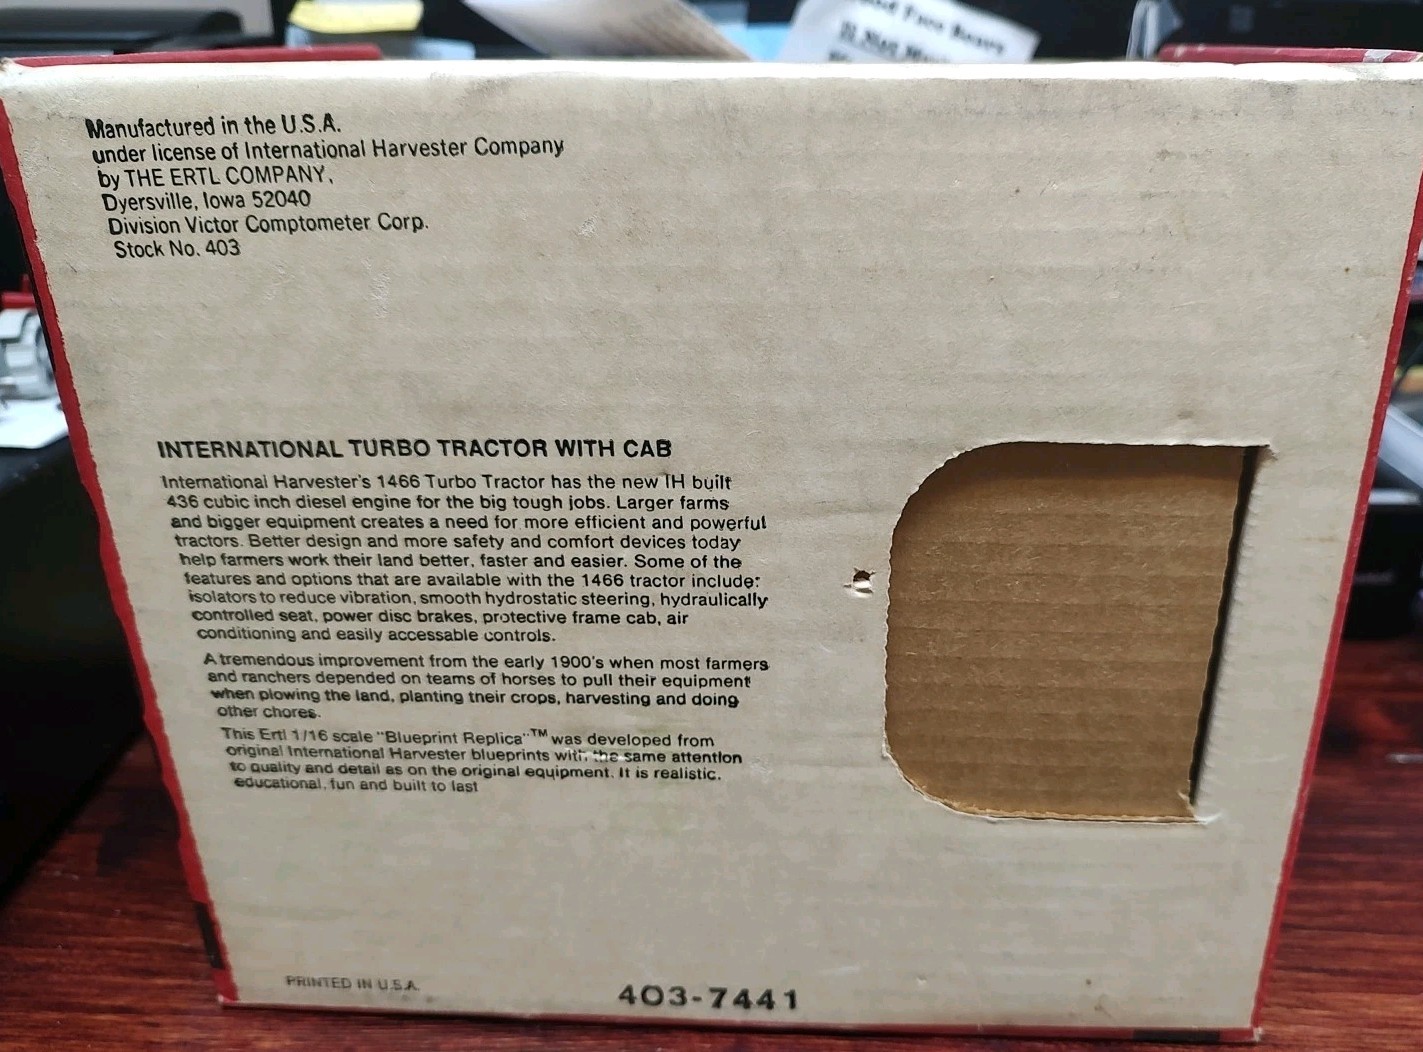 and Face Boxes
Manufactured in the U.S.A.
under license of International Harvester Company
by THE ERTL COMPANY,
Dyersville, Iowa 52040
Division Victor Comptometer Corp.
Stock No. 403
INTERNATIONAL TURBO TRACTOR WITH CAB
International Harvester's 1466 Turbo Tractor has the new IH built
436 cubic inch diesel engine for the big tough jobs. Larger farms
and bigger equipment creates a need for more efficient and powerful
tractors. Better design and more safety and comfort devices today
help farmers work their land better, faster and easier. Some of the
features and options that are available with the 1466 tractor include:
isolators to reduce vibration, smooth hydrostatic steering, hydraulically
controlled seat, power disc brakes, protective frame cab, air
conditioning and easily accessable controls.
A tremendous improvement from the early 1900's when most farmers
and ranchers depended on teams of horses to pull their equipment
when plowing the land, planting their crops, harvesting and doing
other chores.
This Ertl 1/16 scale "Blueprint Replica"™ was developed from
original International Harvester blueprints with the same attention
to quality and detail as on the original equipment. It is realistic,
educational, fun and built to last
PRINTED IN U.S.A.
403-7441